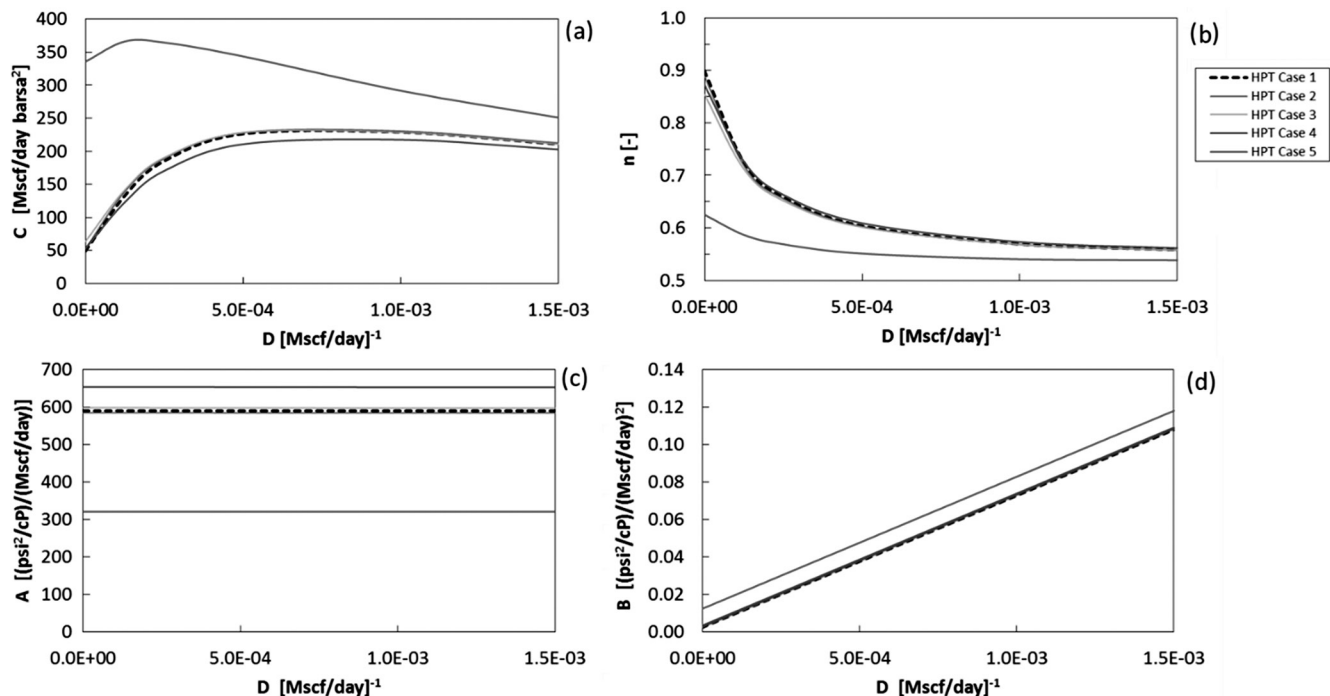 (a)
400
350
300
250
200
150
100
50
0
C [Mscf/day barsa²]
0.0E+00 5.0E-04 1.0E-03 1.5E-03
D [Mscf/day]⁻¹
(b)
1.0
0.9
0.8
0.7
0.6
0.5
n [-]
0.0E+00 5.0E-04 1.0E-03 1.5E-03
D [Mscf/day]⁻¹
HPT Case 1
HPT Case 2
HPT Case 3
HPT Case 4
HPT Case 5
(c)
700
600
500
400
300
200
100
0
A [(psi²/cP)/(Mscf/day)]
0.0E+00 5.0E-04 1.0E-03 1.5E-03
D [Mscf/day]⁻¹
(d)
0.14
0.12
0.10
0.08
0.06
0.04
0.02
0.00
B [(psi²/cP)/(Mscf/day)²]
0.0E+00 5.0E-04 1.0E-03 1.5E-03
D [Mscf/day]⁻¹